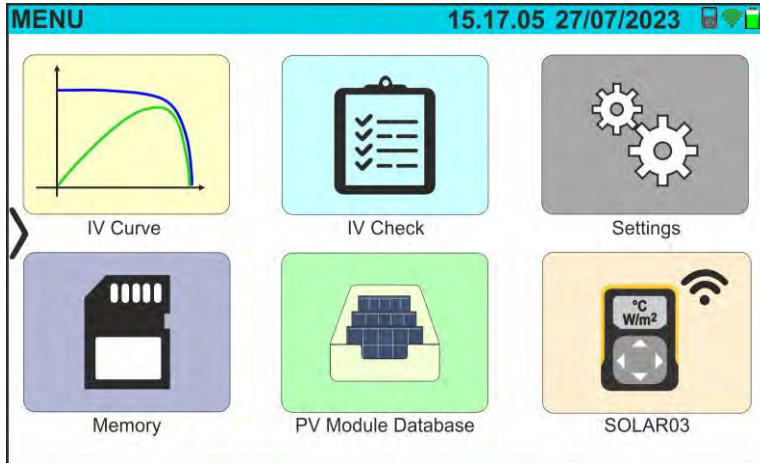 MENU 15.17.05 27/07/2023
IV Curve IV Check Settings
°C
W/m²
Memory PV Module Database SOLAR03